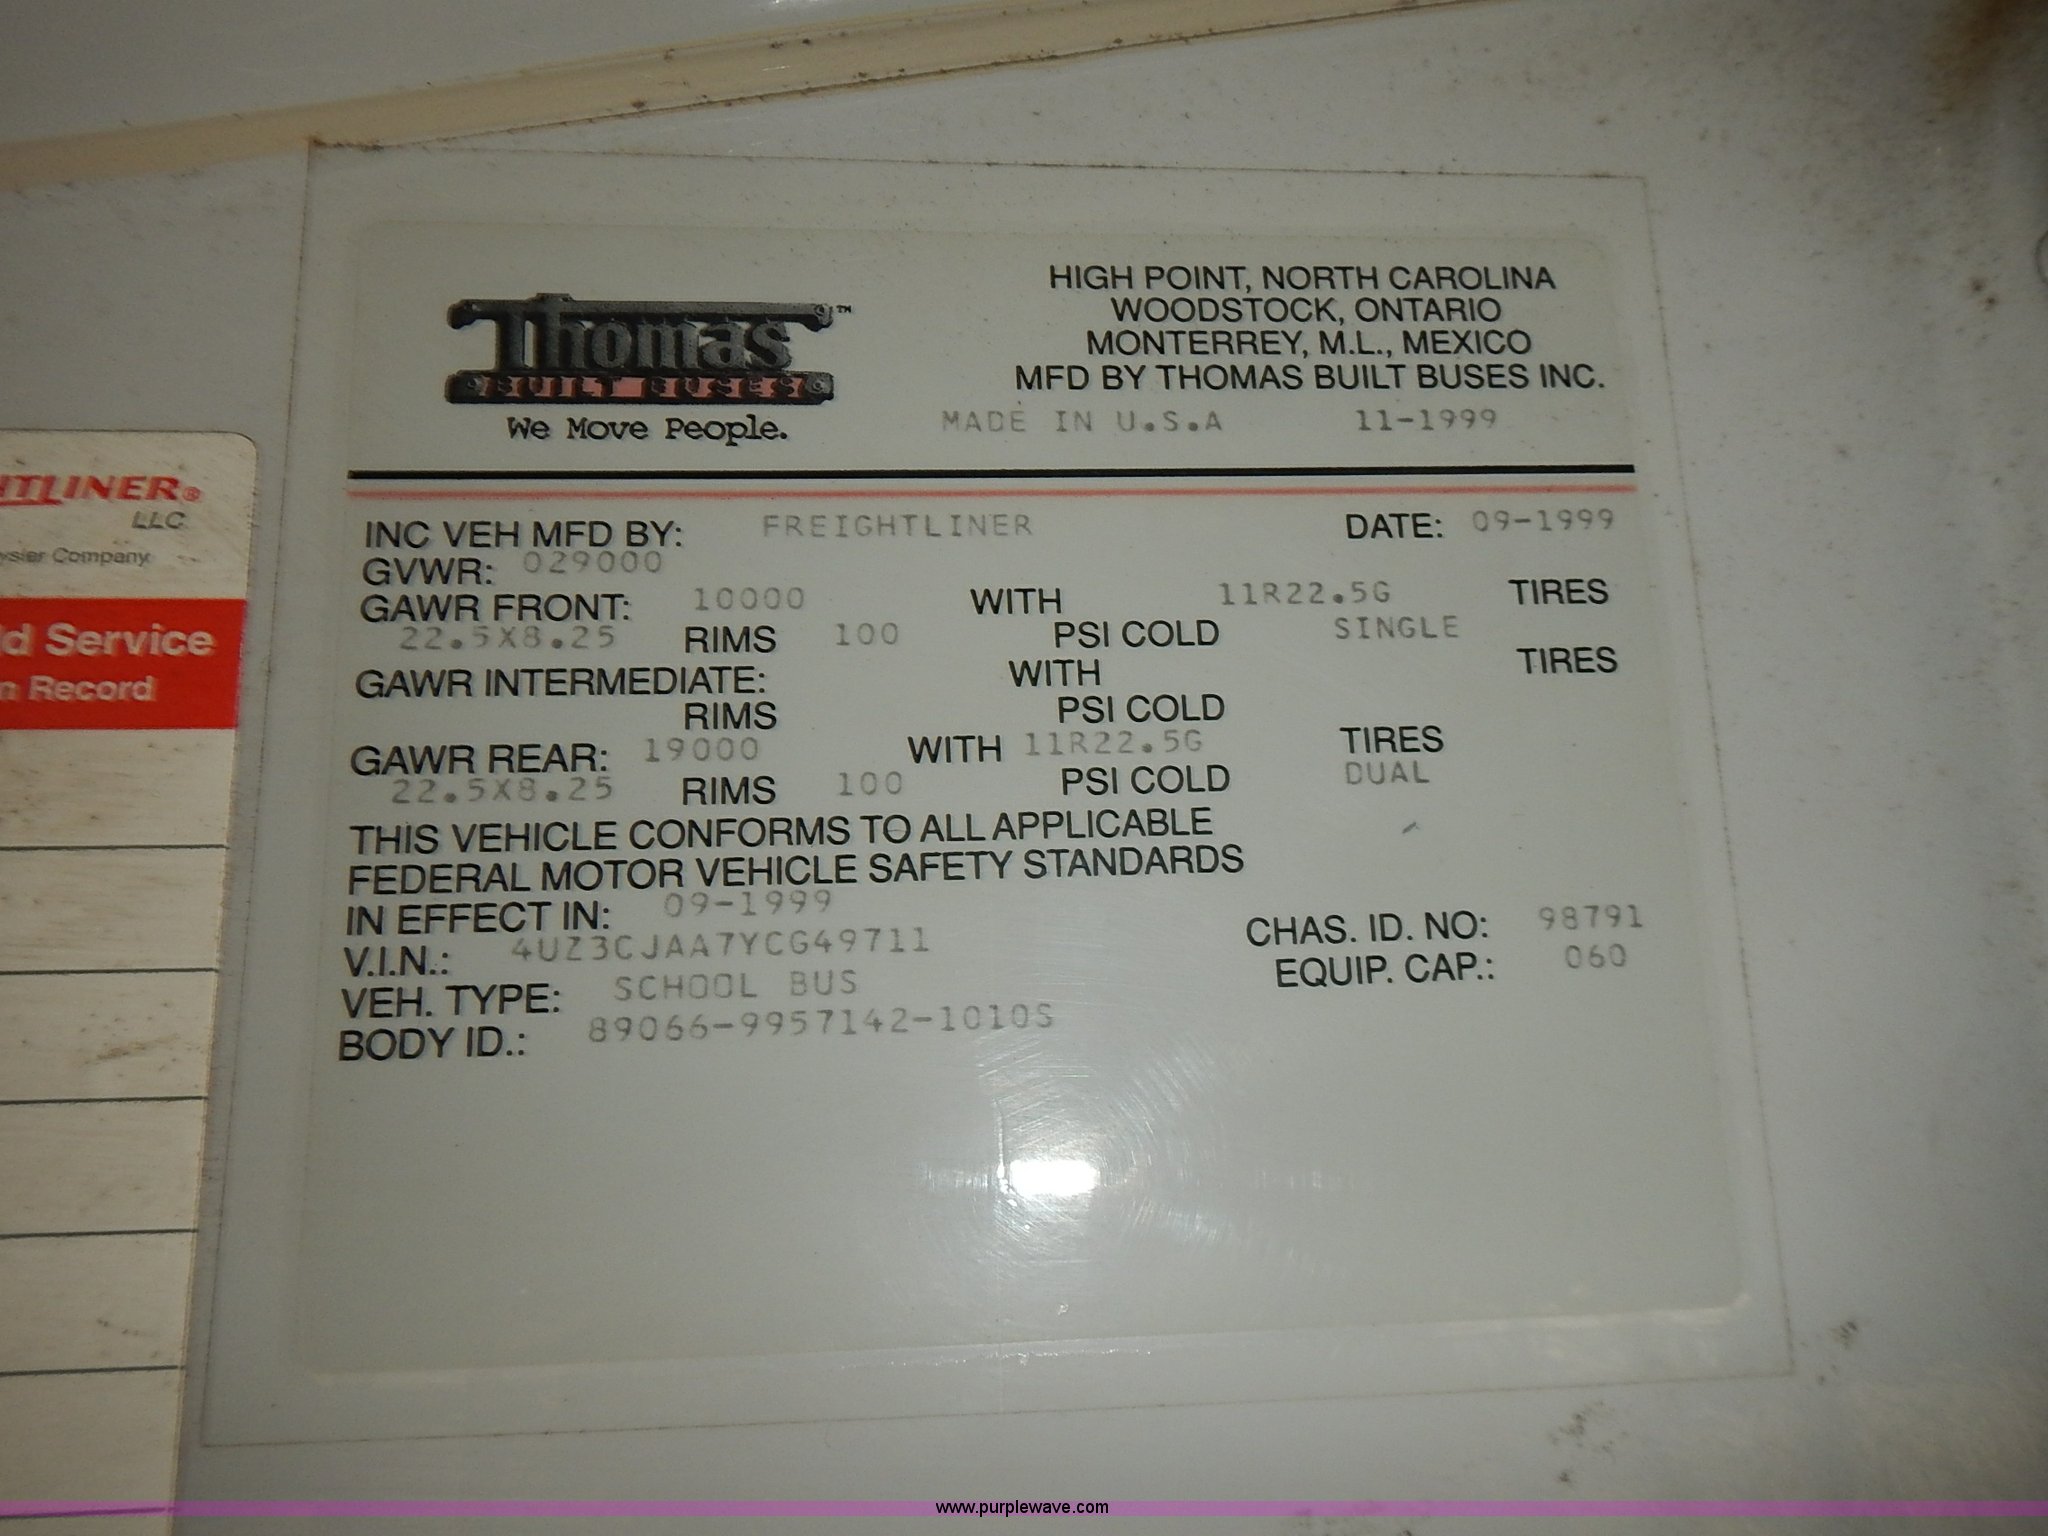 HIGH POINT, NORTH CAROLINA
WOODSTOCK, ONTARIO
MONTERREY, M.L., MEXICO
MFD BY THOMAS BUILT BUSES INC.
MADE IN U.S.A 11-1999
Thomas™
BUILT BUSES
We Move People.
INC VEH MFD BY: FREIGHTLINER DATE: 09-1999
GVWR: 029000
GAWR FRONT: 10000 WITH 11R22.5G TIRES
22.5X8.25 RIMS 100 PSI COLD SINGLE
GAWR INTERMEDIATE: WITH TIRES
RIMS PSI COLD
GAWR REAR: 19000 WITH 11R22.5G TIRES
22.5X8.25 RIMS 100 PSI COLD DUAL
THIS VEHICLE CONFORMS TO ALL APPLICABLE
FEDERAL MOTOR VEHICLE SAFETY STANDARDS
IN EFFECT IN: 09-1999
V.I.N.: 4UZ3CJAA7YCG49711
VEH. TYPE: SCHOOL BUS
BODY ID.: 89066-9957142-1010S
CHAS. ID. NO: 98791
EQUIP. CAP.: 060
HTLINER®
LLC
ysler Company
ld Service
n Record
www.purplewave.com